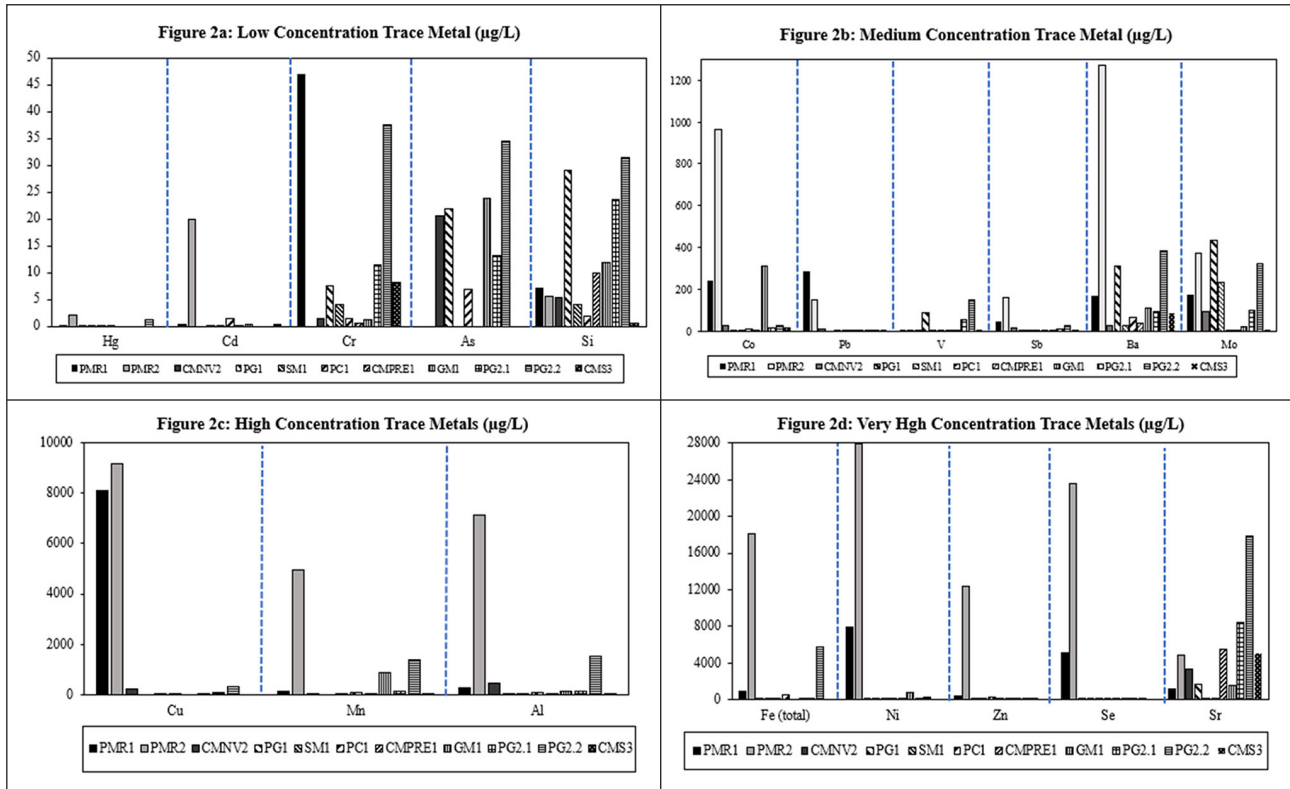 Figure 2a: Low Concentration Trace Metal (µg/L)
50
45
40
35
30
25
20
15
10
5
0
Hg Cd Cr As Si
PMR1 PMR2 CMNV2 PG1 SM1 PC1 CMPRE1 GM1 PG2.1 PG2.2 CMS3
Figure 2b: Medium Concentration Trace Metal (µg/L)
1200
1000
800
600
400
200
0
Co Pb V Sb Ba Mo
PMR1 PMR2 CMNV2 PG1 SM1 PC1 CMPRE1 GM1 PG2.1 PG2.2 CMS3
Figure 2c: High Concentration Trace Metals (µg/L)
10000
8000
6000
4000
2000
0
Cu Mn Al
PMR1 PMR2 CMNV2 PG1 SM1 PC1 CMPRE1 GM1 PG2.1 PG2.2 CMS3
Figure 2d: Very Hgh Concentration Trace Metals (µg/L)
28000
24000
20000
16000
12000
8000
4000
0
Fe (total) Ni Zn Se Sr
PMR1 PMR2 CMNV2 PG1 SM1 PC1 CMPRE1 GM1 PG2.1 PG2.2 CMS3